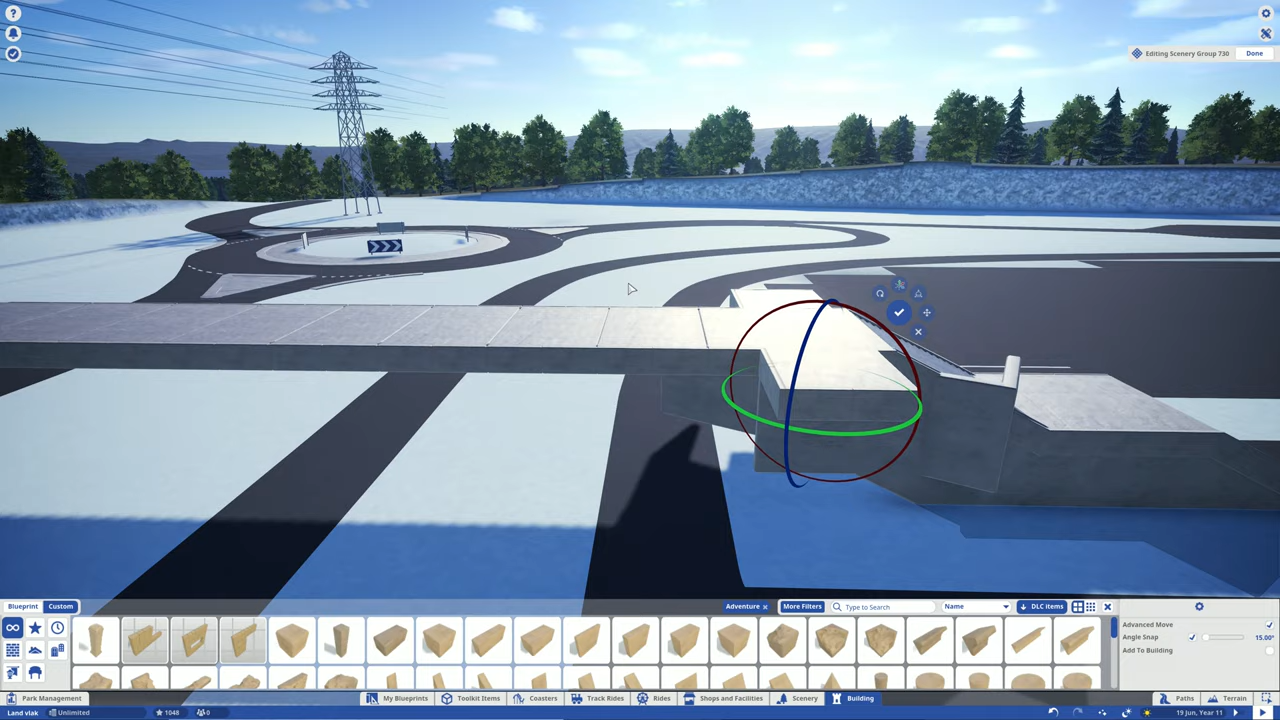 ?
Editing Scenery Group 730
Done
Blueprint
Custom
Adventure ×
More Filters
Type to Search
Name
DLC items
Advanced Move
Angle Snap
15.00°
Add To Building
Park Management
My Blueprints
Toolkit Items
Coasters
Track Rides
Rides
Shops and Facilities
Scenery
Building
Paths
Terrain
Land vlak
Unlimited
1048
0
19 Jun, Year 11